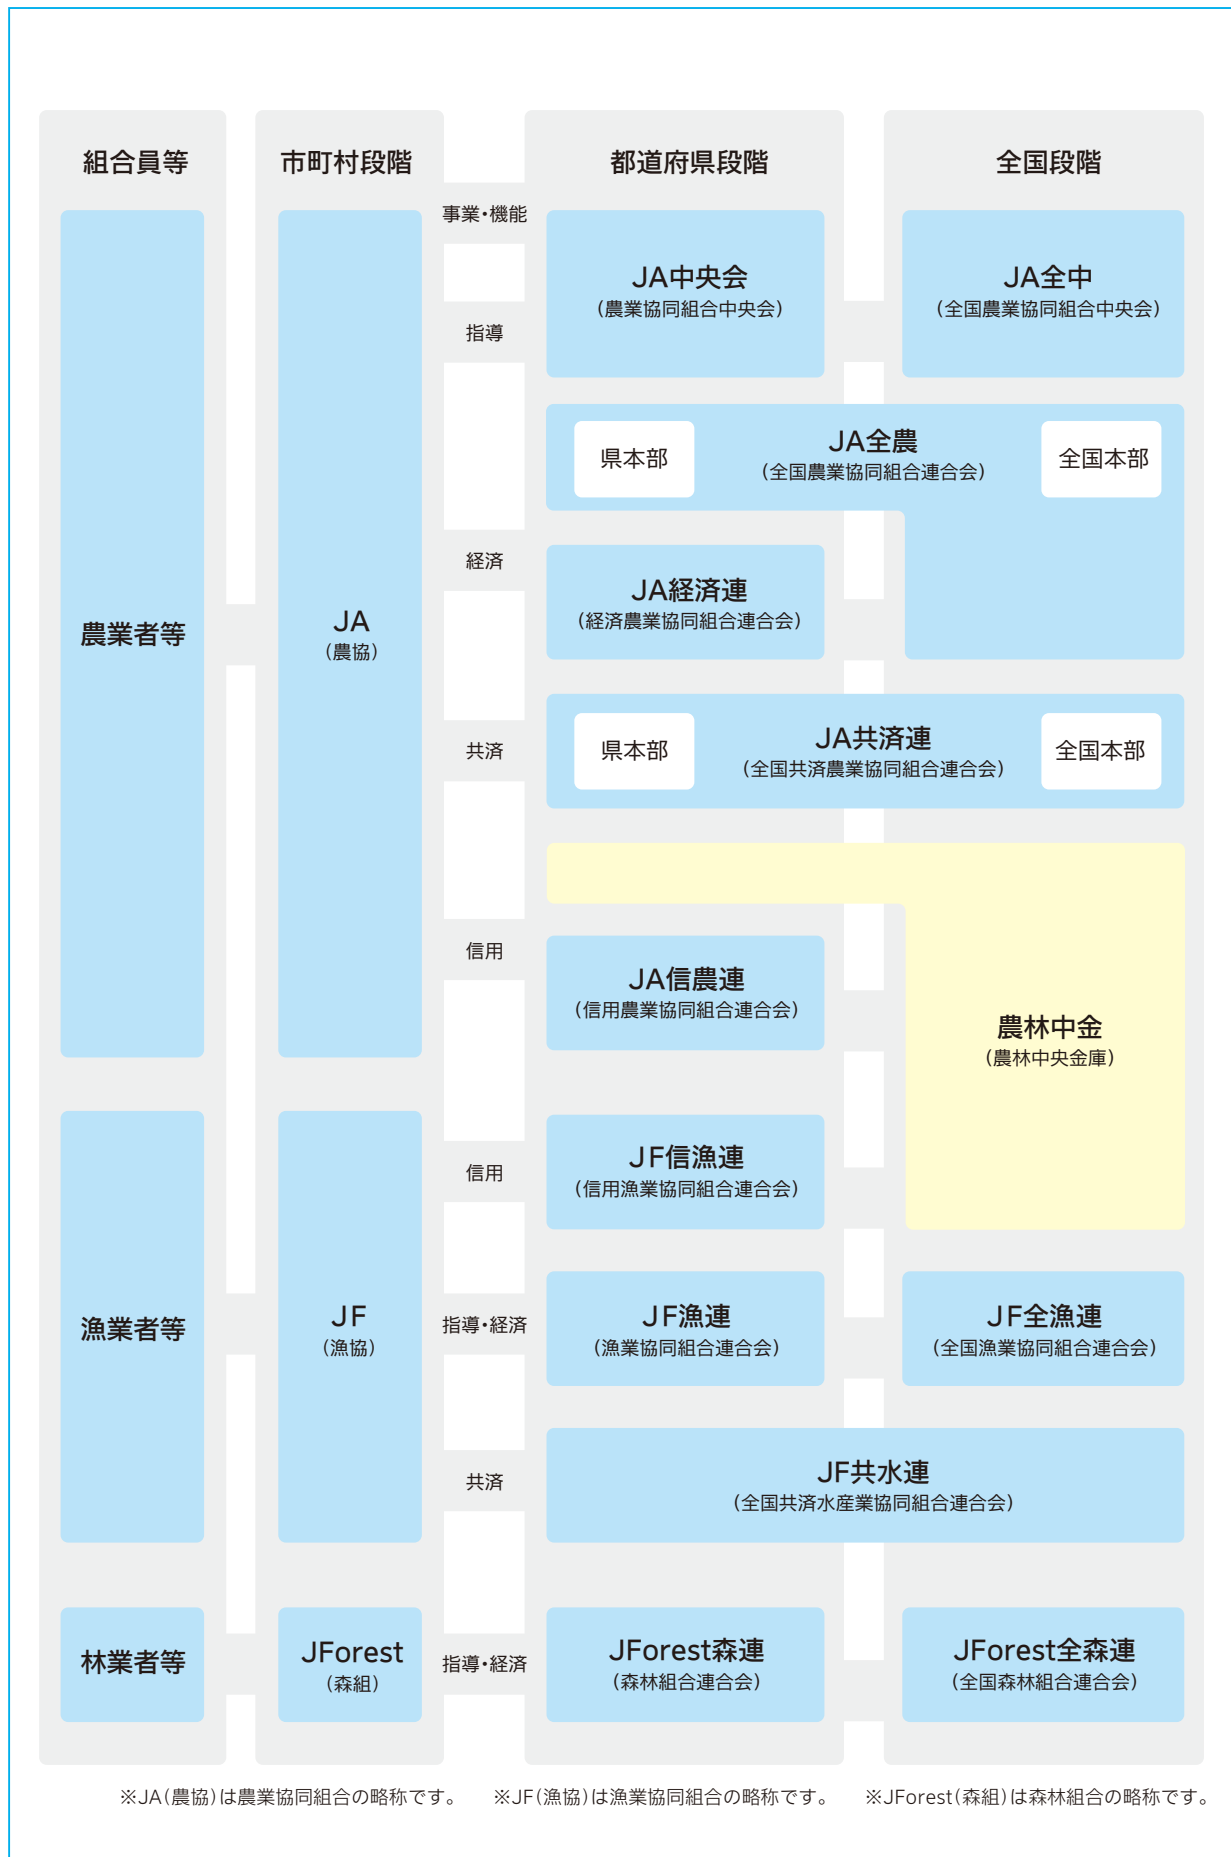 組合員等
市町村段階
都道府県段階
全国段階
事業・機能
農業者等
JA
(農協)
指導
JA中央会
(農業協同組合中央会)
JA全中
(全国農業協同組合中央会)
経済
県本部
JA全農
(全国農業協同組合連合会)
全国本部
JA経済連
(経済農業協同組合連合会)
共済
県本部
JA共済連
(全国共済農業協同組合連合会)
全国本部
信用
JA信農連
(信用農業協同組合連合会)
農林中金
(農林中央金庫)
漁業者等
JF
(漁協)
信用
JF信漁連
(信用漁業協同組合連合会)
指導・経済
JF漁連
(漁業協同組合連合会)
JF全漁連
(全国漁業協同組合連合会)
共済
JF共水連
(全国共済水産業協同組合連合会)
林業者等
JForest
(森組)
指導・経済
JForest森連
(森林組合連合会)
JForest全森連
(全国森林組合連合会)
※JA(農協)は農業協同組合の略称です。
※JF(漁協)は漁業協同組合の略称です。
※JForest(森組)は森林組合の略称です。